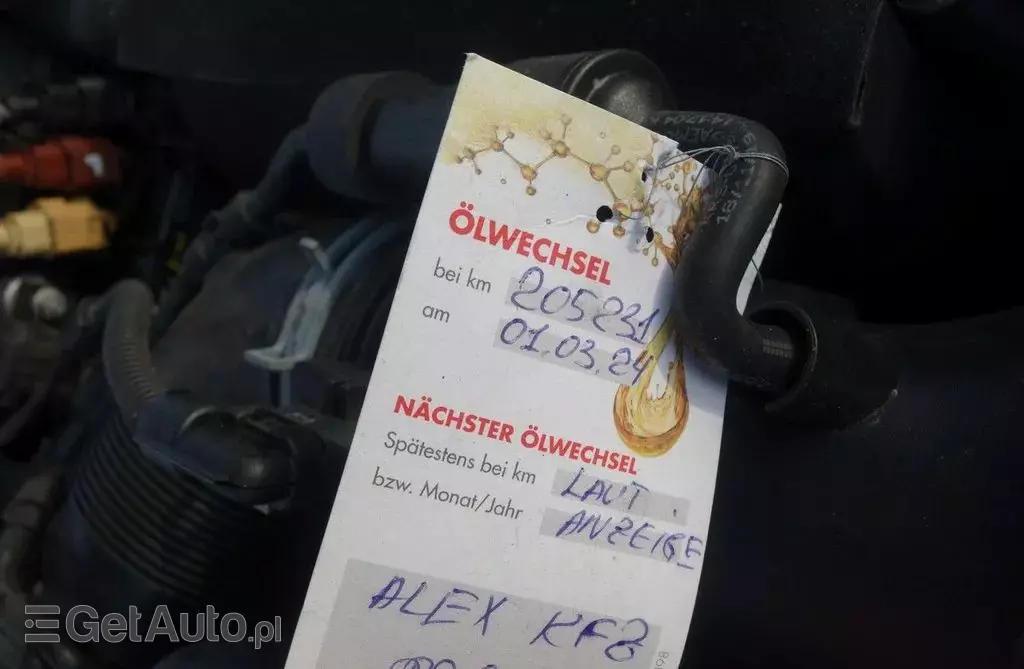 ÖLWECHSEL
bei km 205231
am 01.03.24
NÄCHSTER ÖLWECHSEL
Spätestens bei km LAUT
bzw. Monat/Jahr ANZEIGE
ALEX KFZ
GetAuto.pl